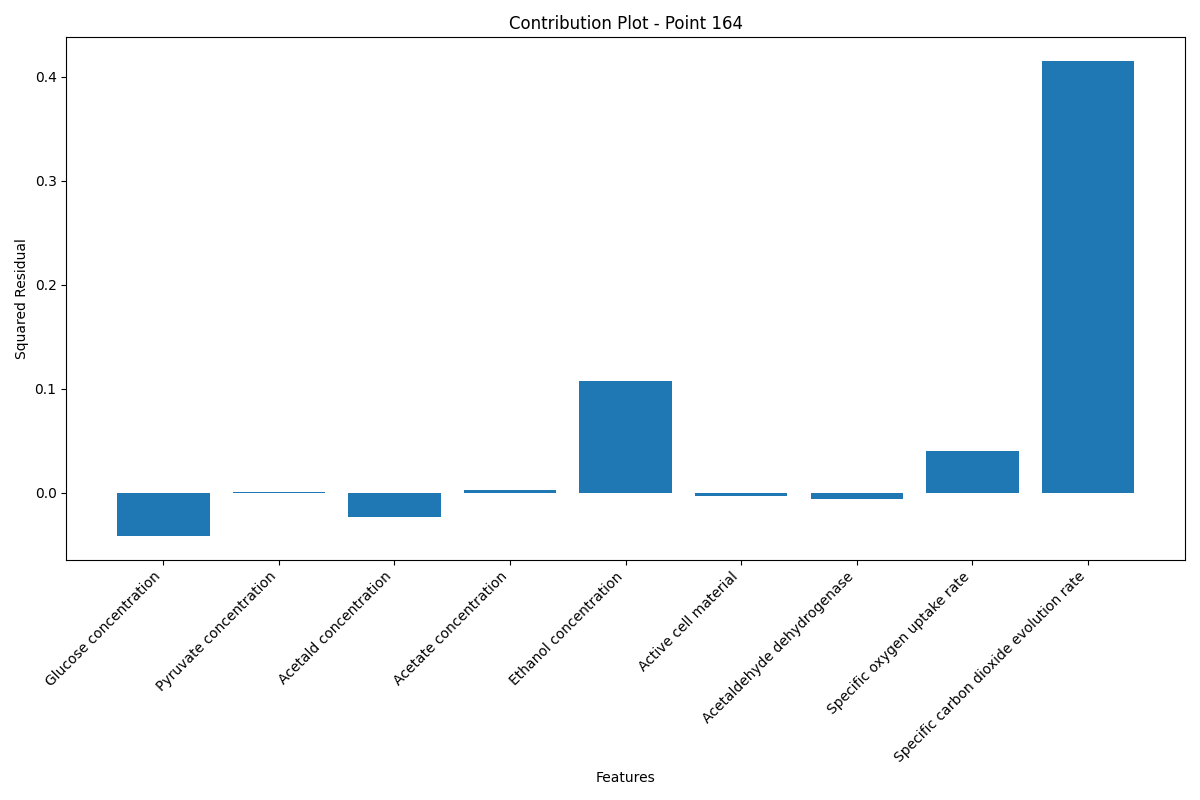 Contribution Plot - Point 164
Squared Residual
0.4
0.3
0.2
0.1
0.0
Glucose concentration
Pyruvate concentration
Acetald concentration
Acetate concentration
Ethanol concentration
Active cell material
Acetaldehyde dehydrogenase
Specific oxygen uptake rate
Specific carbon dioxide evolution rate
Features